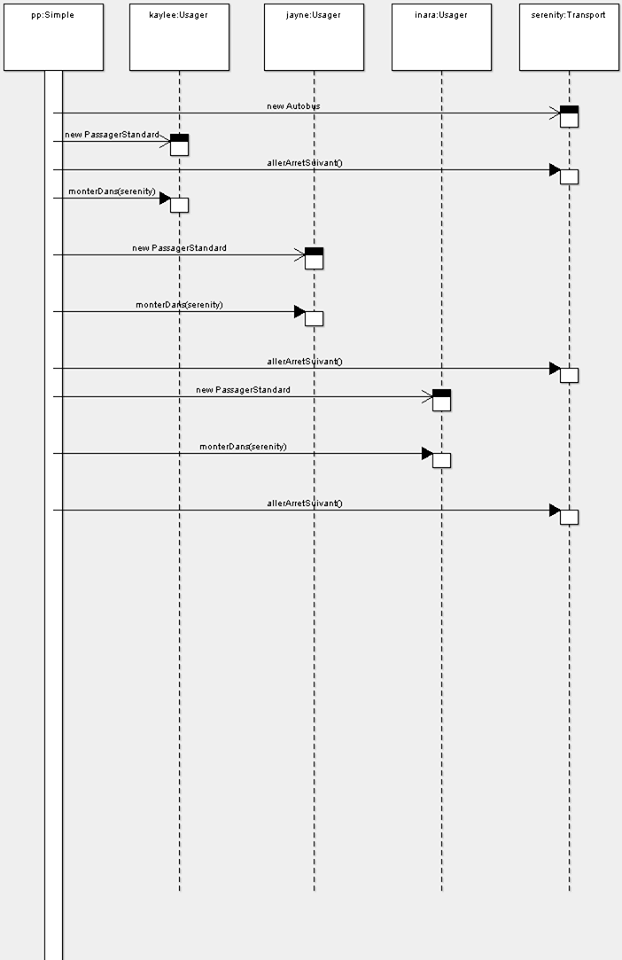 pp:Simple
kaylee:Usager
jayne:Usager
inara:Usager
serenity:Transport
new Autobus
new PassagerStandard
allerArretSuivant()
monterDans(serenity)
new PassagerStandard
monterDans(serenity)
allerArretSuivant()
new PassagerStandard
monterDans(serenity)
allerArretSuivant()